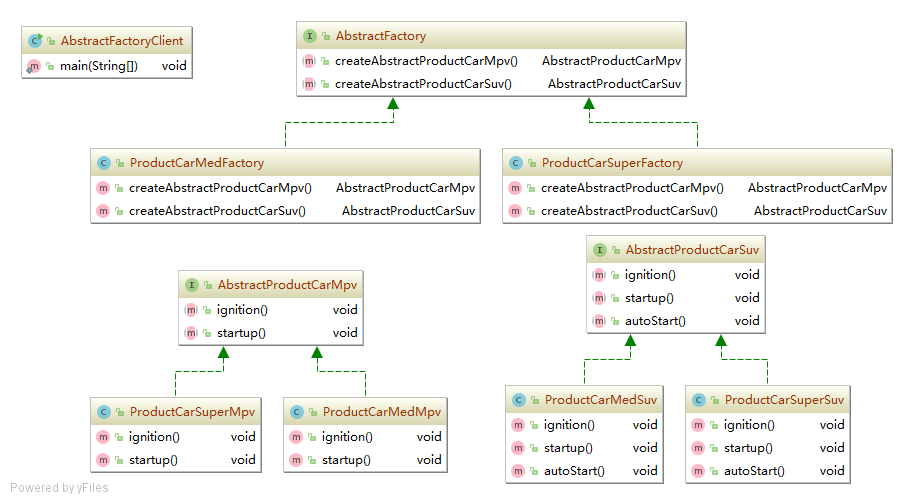 AbstractFactoryClient
main(String[]) void
AbstractFactory
createAbstractProductCarMpv() AbstractProductCarMpv
createAbstractProductCarSuv() AbstractProductCarSuv
ProductCarMedFactory
createAbstractProductCarMpv() AbstractProductCarMpv
createAbstractProductCarSuv() AbstractProductCarSuv
ProductCarSuperFactory
createAbstractProductCarMpv() AbstractProductCarMpv
createAbstractProductCarSuv() AbstractProductCarSuv
AbstractProductCarMpv
ignition() void
startup() void
AbstractProductCarSuv
ignition() void
startup() void
autoStart() void
ProductCarSuperMpv
ignition() void
startup() void
ProductCarMedMpv
ignition() void
startup() void
ProductCarMedSuv
ignition() void
startup() void
autoStart() void
ProductCarSuperSuv
ignition() void
startup() void
autoStart() void
Powered by yFiles